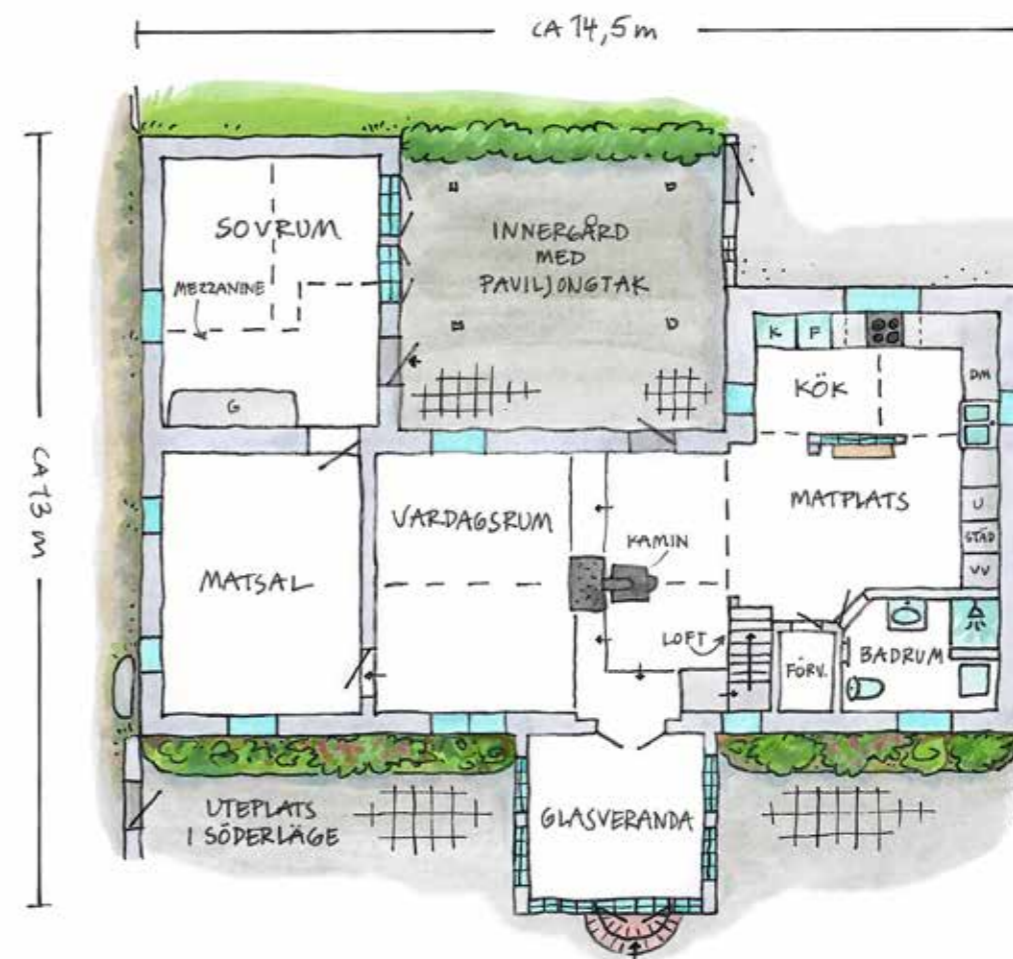 CA 14,5 m
CA 13 m
SOVRUM
MEZZANINE
G
INNERGÅRD
MED
PAVILJONGTAK
K F
DM
KÖK
MATPLATS
U
STÄD
VV
VARDAGSRUM
KAMIN
MATSAL
LOFT
FÖRV.
BADRUM
UTEPLATS
I SÖDERLÄGE
GLASVERANDA